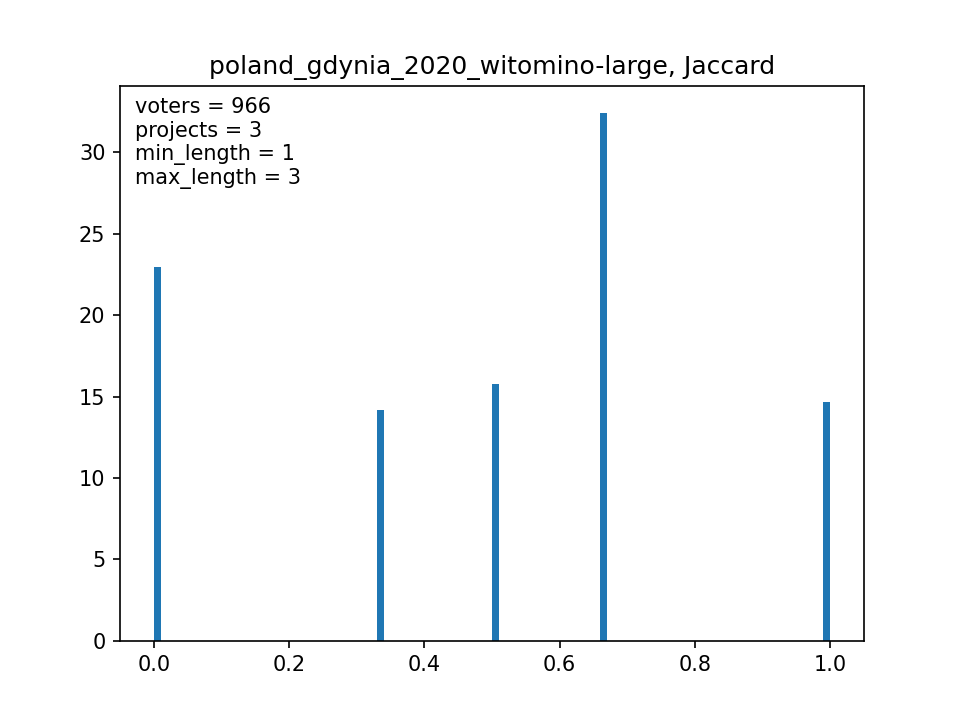 poland_gdynia_2020_witomino-large, Jaccard
voters = 966
projects = 3
min_length = 1
max_length = 3
30
25
20
15
10
5
0
0.0 0.2 0.4 0.6 0.8 1.0